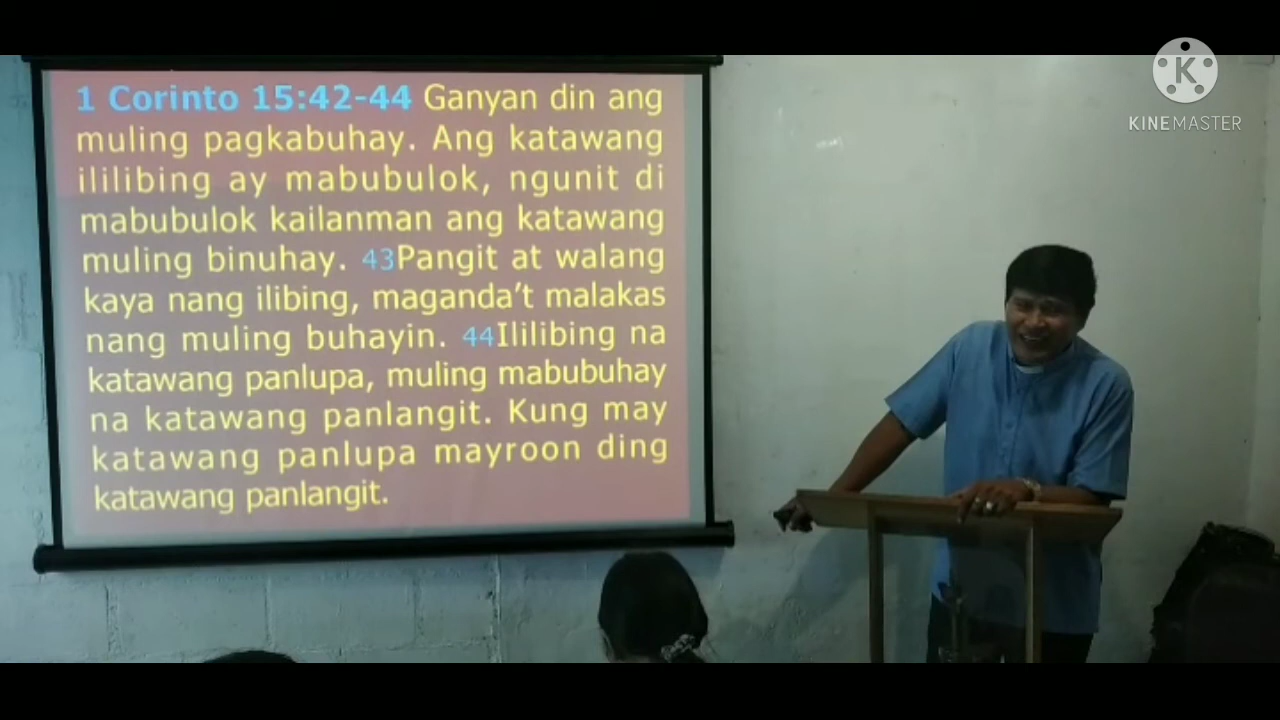 1 Corinto 15:42-44 Ganyan din ang
muling pagkabuhay. Ang katawang
ililibing ay mabubulok, ngunit di
mabubulok kailanman ang katawang
muling binuhay. 43Pangit at walang
kaya nang ilibing, maganda't malakas
nang muling buhayin. 44Ililibing na
katawang panlupa, muling mabubuhay
na katawang panlangit. Kung may
katawang panlupa mayroon ding
katawang panlangit.
K
KINEMASTER